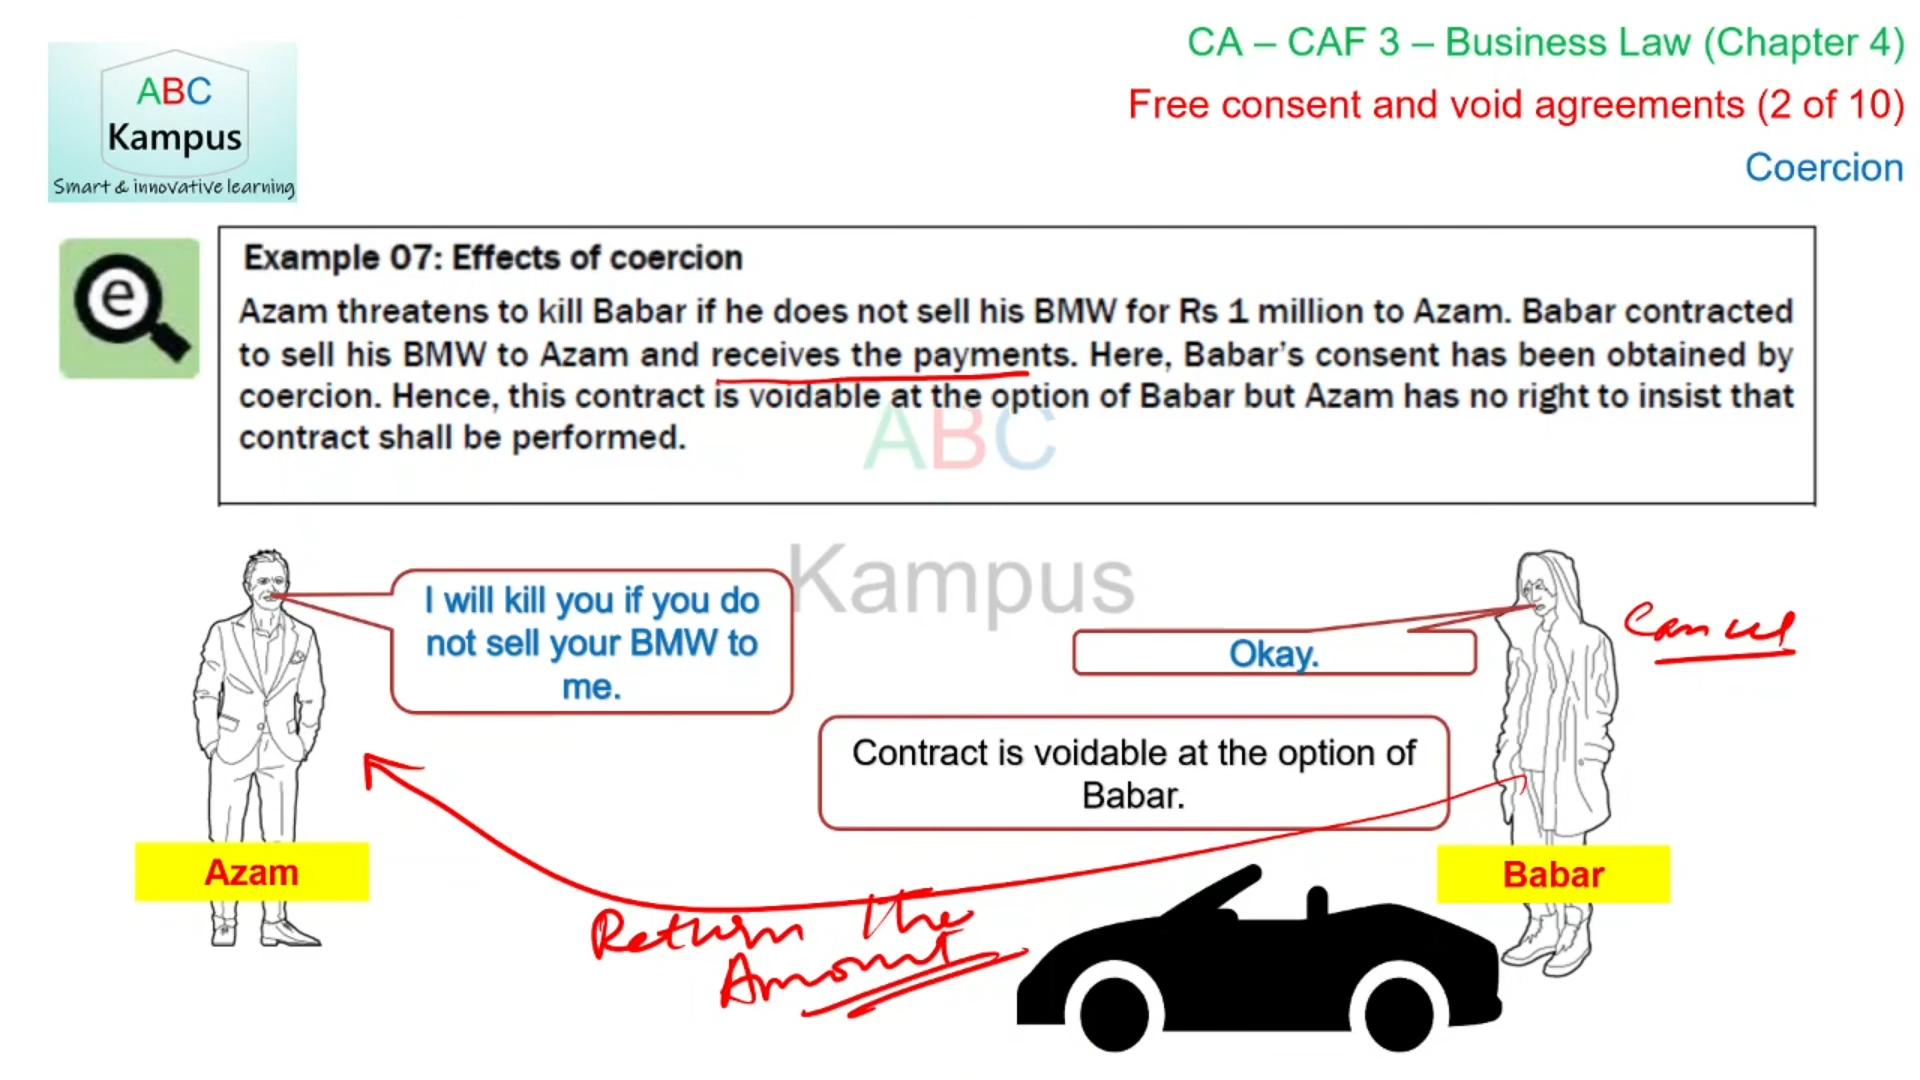 ABC
Kampus
Smart & innovative learning
CA – CAF 3 – Business Law (Chapter 4)
Free consent and void agreements (2 of 10)
Coercion
e
Example 07: Effects of coercion
Azam threatens to kill Babar if he does not sell his BMW for Rs 1 million to Azam. Babar contracted
to sell his BMW to Azam and receives the payments. Here, Babar's consent has been obtained by
coercion. Hence, this contract is voidable at the option of Babar but Azam has no right to insist that
contract shall be performed.
ABC
Kampus
I will kill you if you do
not sell your BMW to
me.
Okay.
Cancel
Contract is voidable at the option of
Babar.
Azam
Babar
Return the
Amount